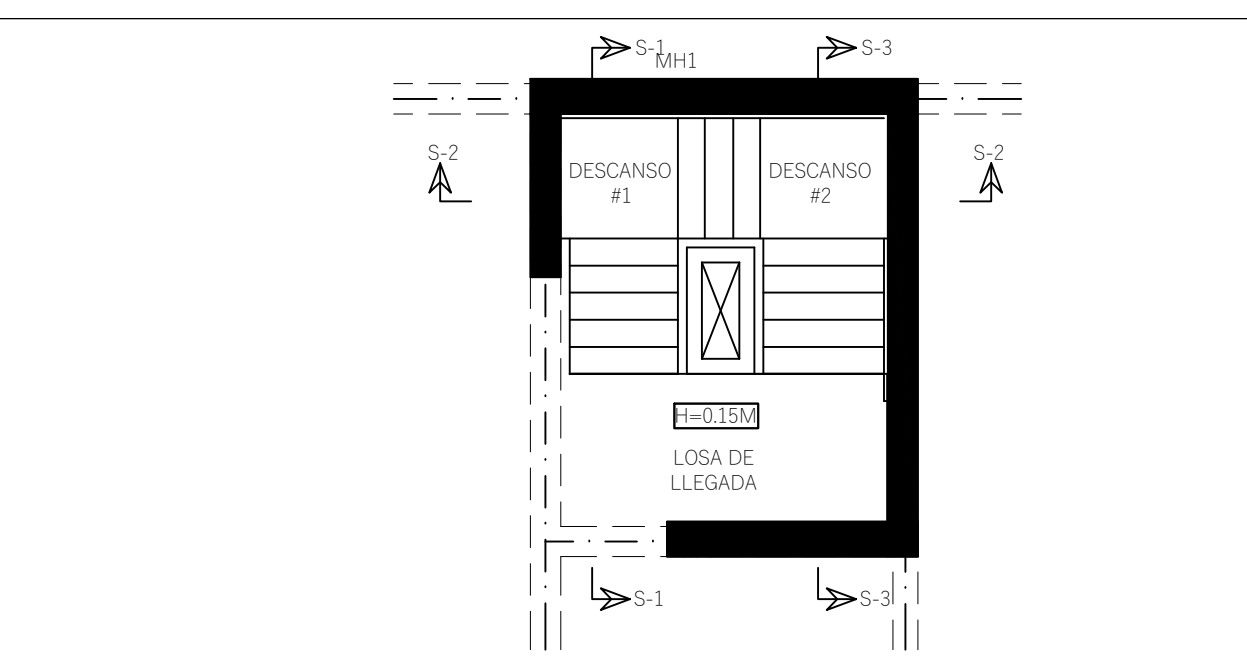 S-1
MH1
S-3
S-2
S-2
DESCANSO
#1
DESCANSO
#2
H=0.15M
LOSA DE
LLEGADA
S-1
S-3